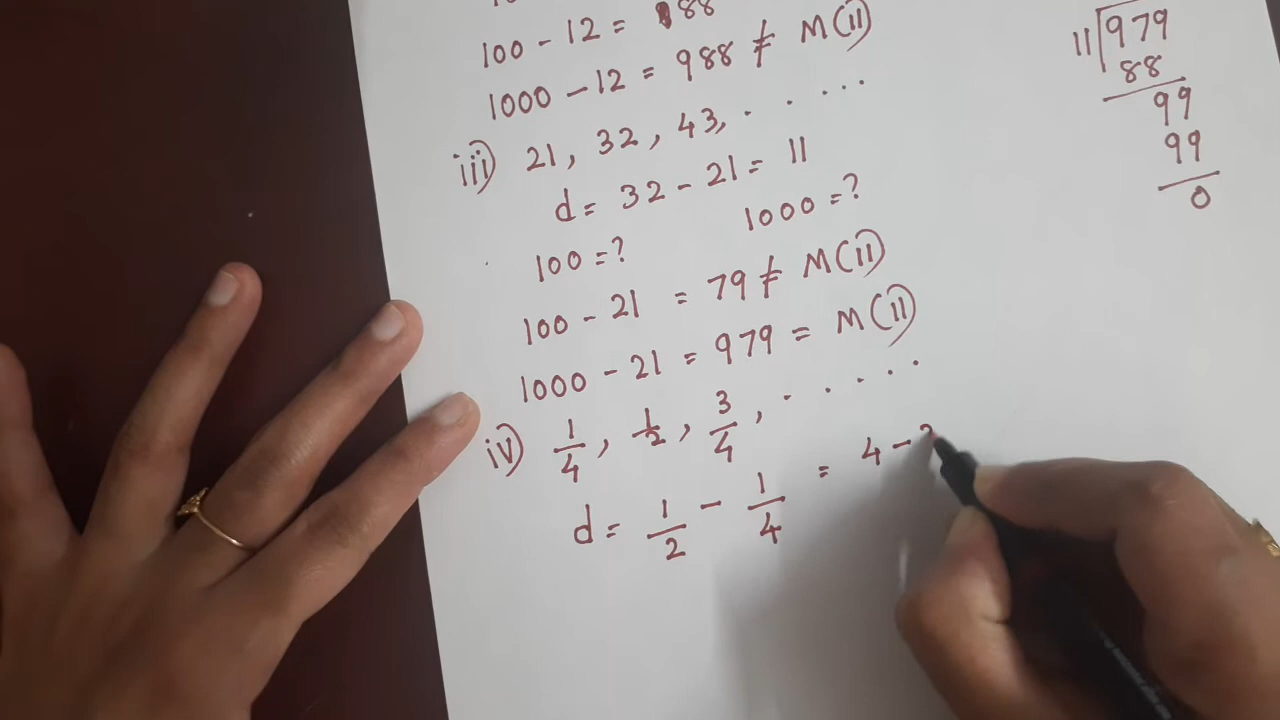 100 - 12 = 88
1000 - 12 = 988 ≠ M(11)
iii) 21, 32, 43, . . . . .
d = 32 - 21 = 11
100 = ? 1000 = ?
100 - 21 = 79 ≠ M(11)
1000 - 21 = 979 = M(11)
iv) 1/4, 1/2, 3/4, . . . . .
d = 1/2 - 1/4 = 4 - 2
11) 979
88
99
99
0